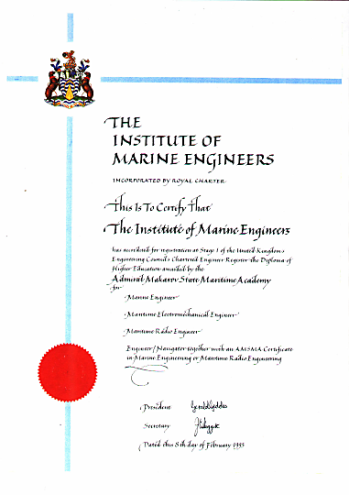 THE
INSTITUTE OF
MARINE ENGINEERS
INCORPORATED BY ROYAL CHARTER
This Is To Certify That
The Institute of Marine Engineers
has accredited for registration at Stage 1 of the United Kingdom's
Engineering Council's Chartered Engineer Register the Diploma of
Higher Education awarded by the
Admiral Makarov State Maritime Academy
for
Marine Engineer
Maritime Electromechanical Engineer
Maritime Radio Engineer
Engineer/Navigator together with an AMSMA Certificate
in Marine Engineering or Maritime Radio Engineering
President
Secretary
Dated this 8th day of February 1993